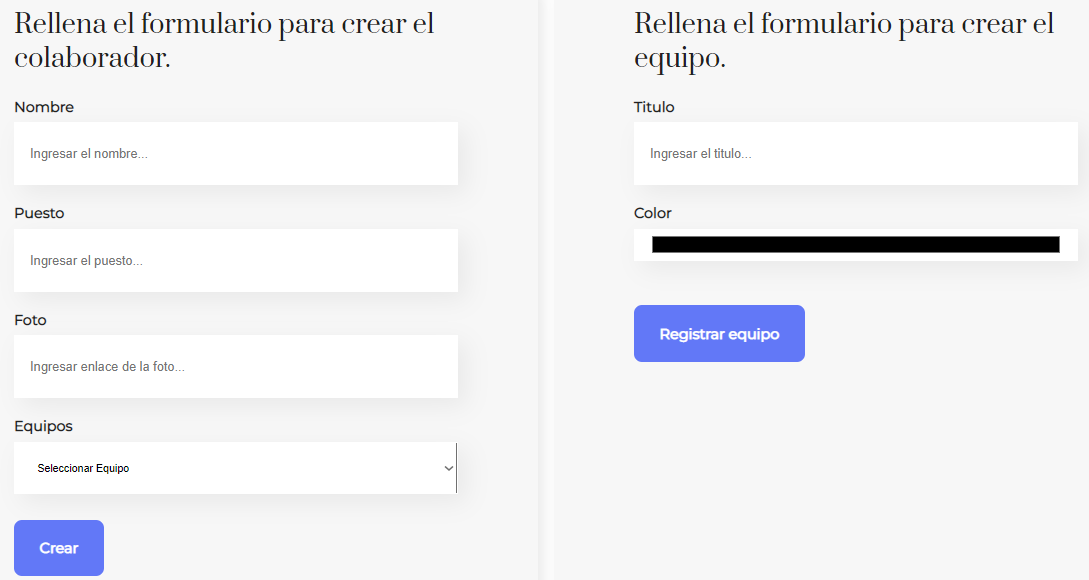 Rellena el formulario para crear el
colaborador.
Nombre
Ingresar el nombre...
Puesto
Ingresar el puesto...
Foto
Ingresar enlace de la foto...
Equipos
Seleccionar Equipo
Crear
Rellena el formulario para crear el
equipo.
Titulo
Ingresar el titulo...
Color
Registrar equipo